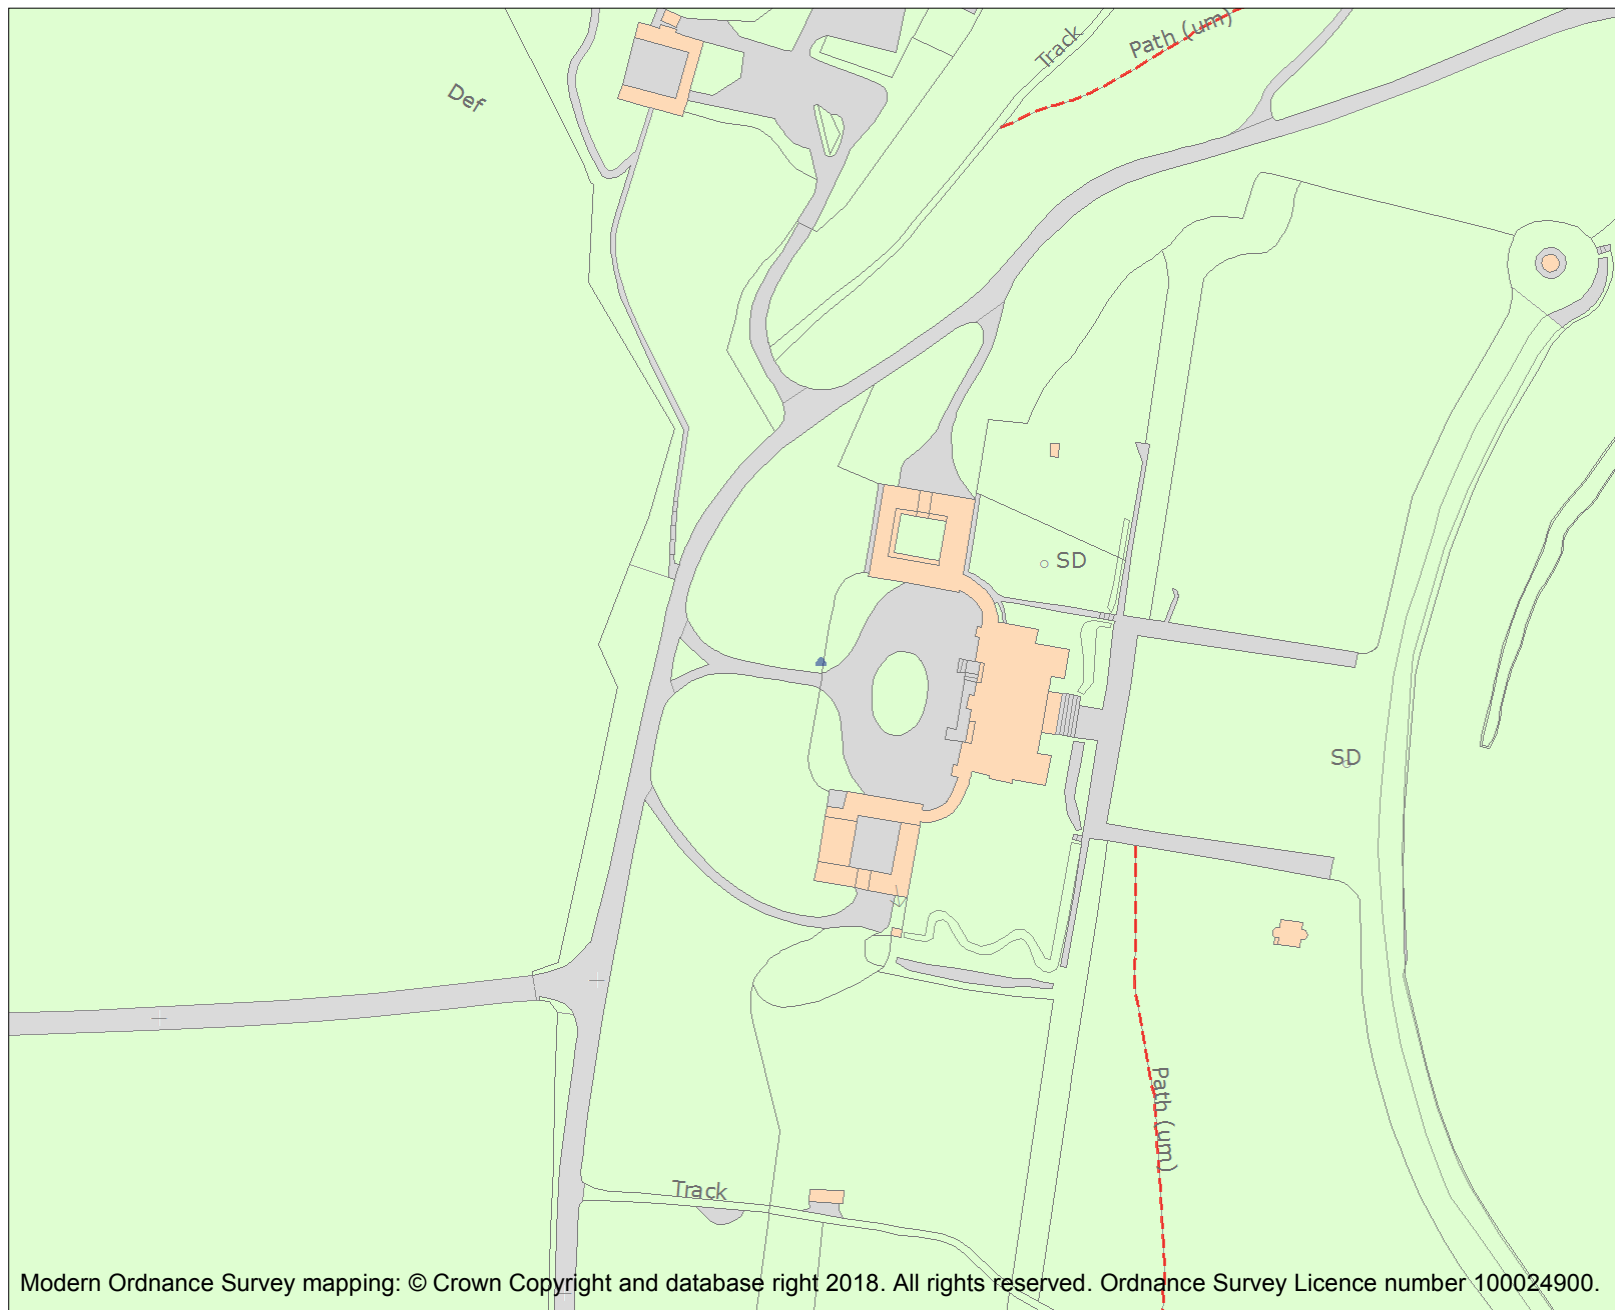 Path (um)
Track
Def
SD
SD
Path (um)
Track
Modern Ordnance Survey mapping: © Crown Copyright and database right 2018. All rights reserved. Ordnance Survey Licence number 100024900.